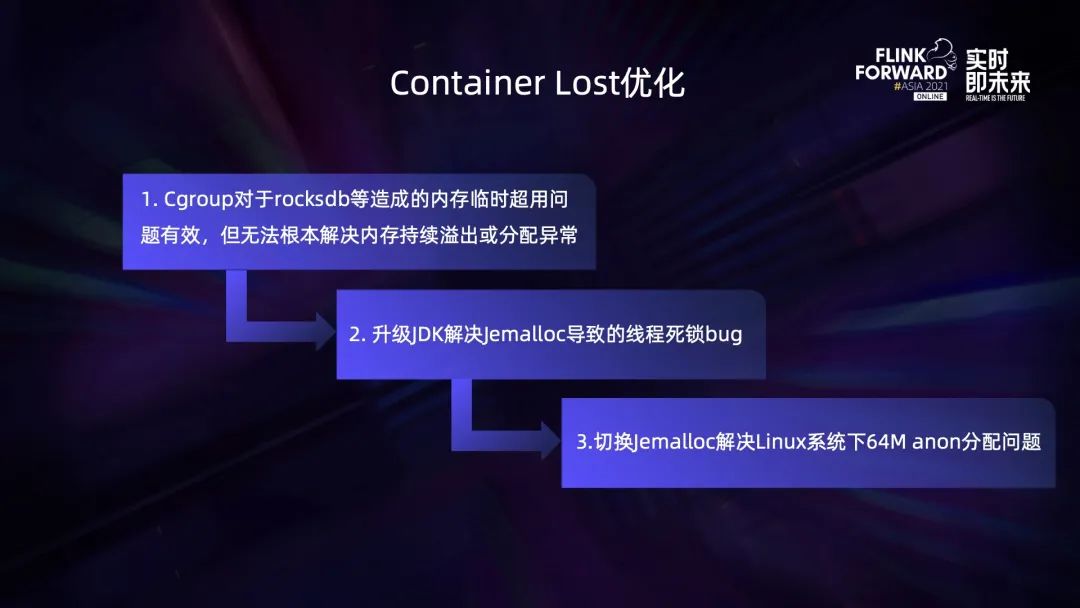 Container Lost优化
FLINK
FORWARD
#ASIA 2021
ONLINE
实时
即未来
REAL-TIME IS THE FUTURE
1. Cgroup对于rocksdb等造成的内存临时超用问
题有效，但无法根本解决内存持续溢出或分配异常
2. 升级JDK解决Jemalloc导致的线程死锁bug
3.切换Jemalloc解决Linux系统下64M anon分配问题